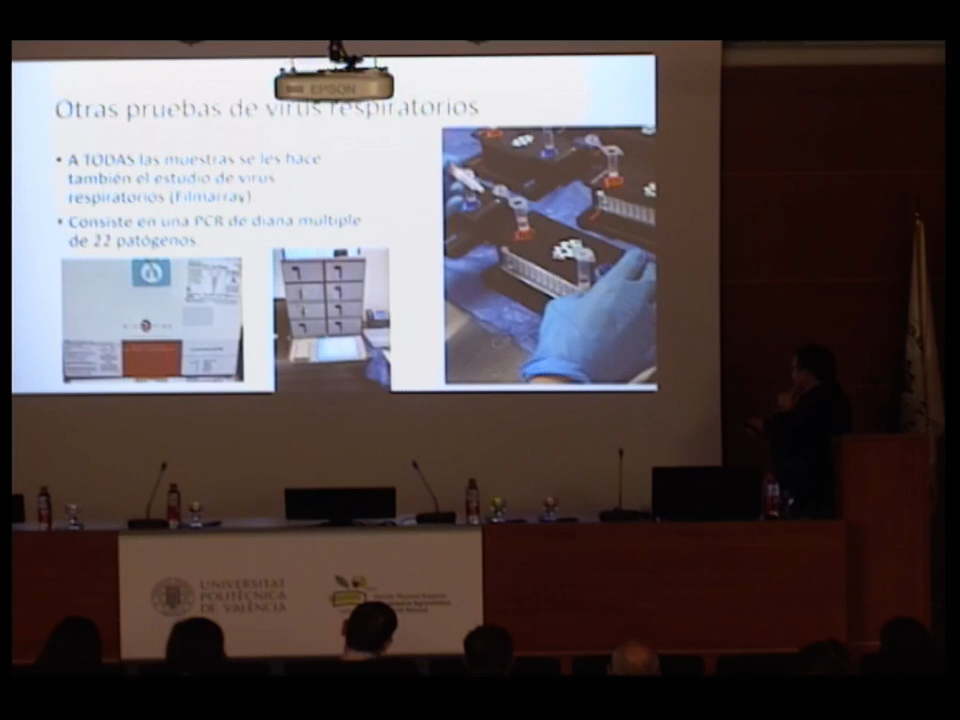 EPSON
Otras pruebas de virus respiratorios
• A TODAS las muestras se les hace
también el estudio de virus
respiratorios (Filmarray)
• Consiste en una PCR de diana multiple
de 22 patógenos
UNIVERSITAT
POLITÈCNICA
DE VALÈNCIA